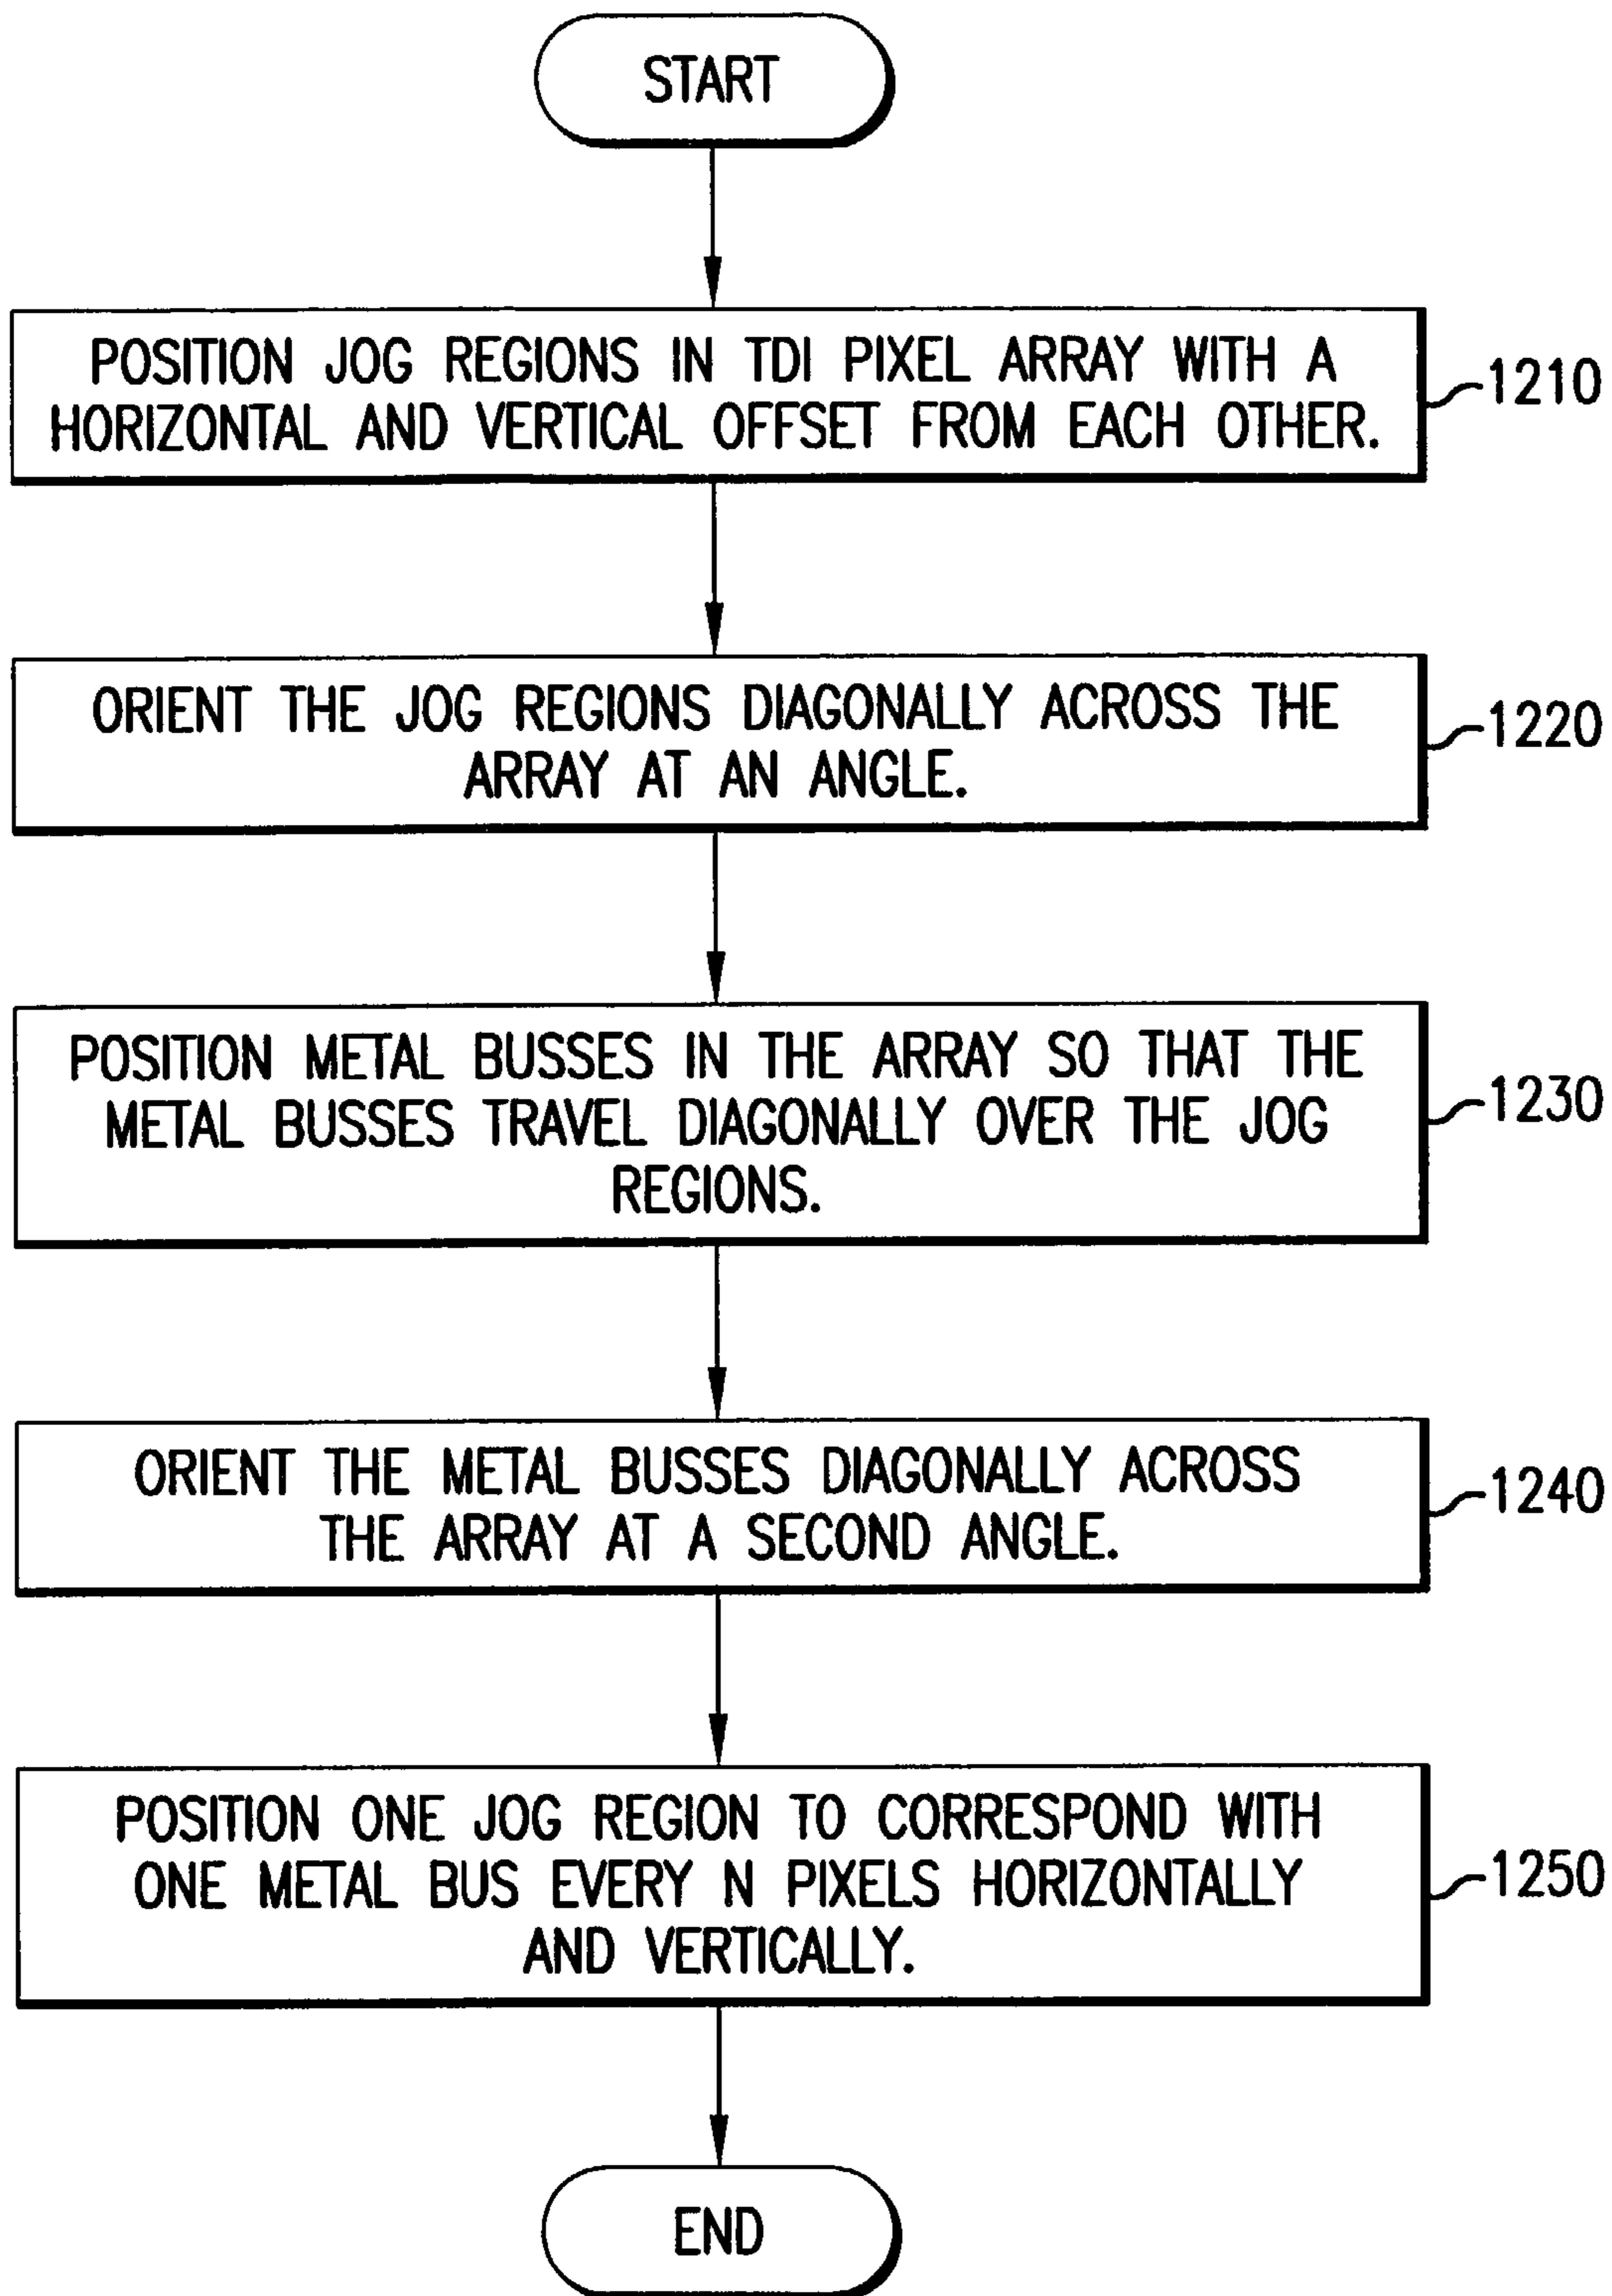 START
POSITION JOG REGIONS IN TDI PIXEL ARRAY WITH A
HORIZONTAL AND VERTICAL OFFSET FROM EACH OTHER.
1210
ORIENT THE JOG REGIONS DIAGONALLY ACROSS THE
ARRAY AT AN ANGLE.
1220
POSITION METAL BUSSES IN THE ARRAY SO THAT THE
METAL BUSSES TRAVEL DIAGONALLY OVER THE JOG
REGIONS.
1230
ORIENT THE METAL BUSSES DIAGONALLY ACROSS
THE ARRAY AT A SECOND ANGLE.
1240
POSITION ONE JOG REGION TO CORRESPOND WITH
ONE METAL BUS EVERY N PIXELS HORIZONTALLY
AND VERTICALLY.
1250
END